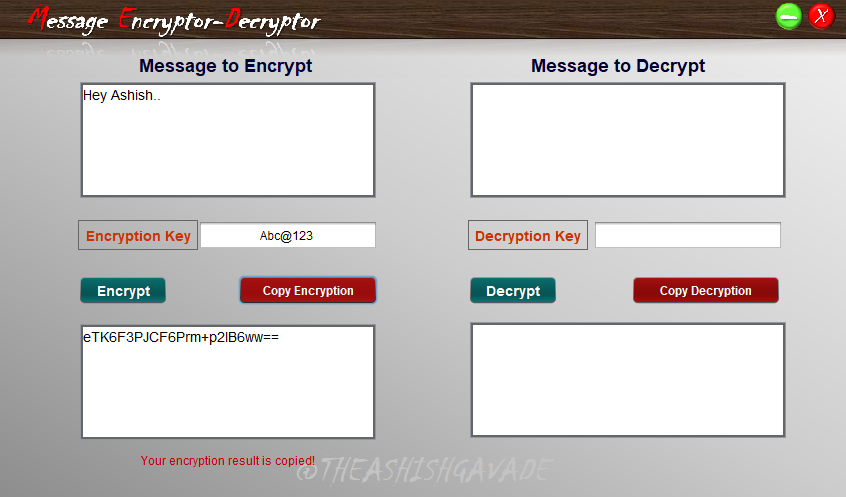 Message Encryptor-Decryptor
X
Message to Encrypt
Message to Decrypt
Hey Ashish..
Encryption Key
Abc@123
Decryption Key
Encrypt
Copy Encryption
Decrypt
Copy Decryption
eTK6F3PJCF6Prm+p2lB6ww==
Your encryption result is copied!
@THEASHISHGAVADE